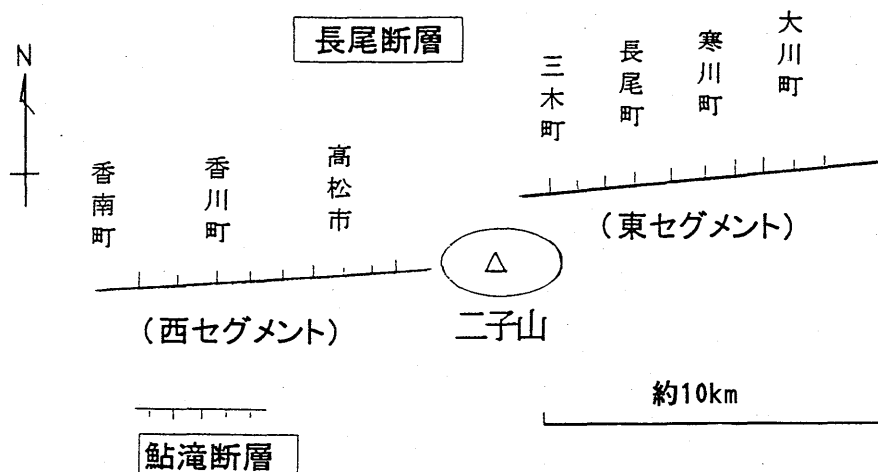 長尾断層
N
三木町
長尾町
寒川町
大川町
香南町
香川町
高松市
(東セグメント)
(西セグメント)
二子山
約10km
鮎滝断層